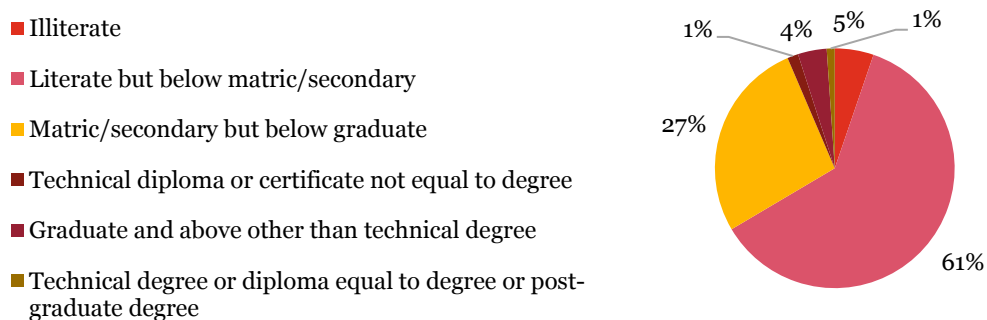 Illiterate
Literate but below matric/secondary
Matric/secondary but below graduate
Technical diploma or certificate not equal to degree
Graduate and above other than technical degree
Technical degree or diploma equal to degree or post-
graduate degree
1%
4%
5%
1%
27%
61%